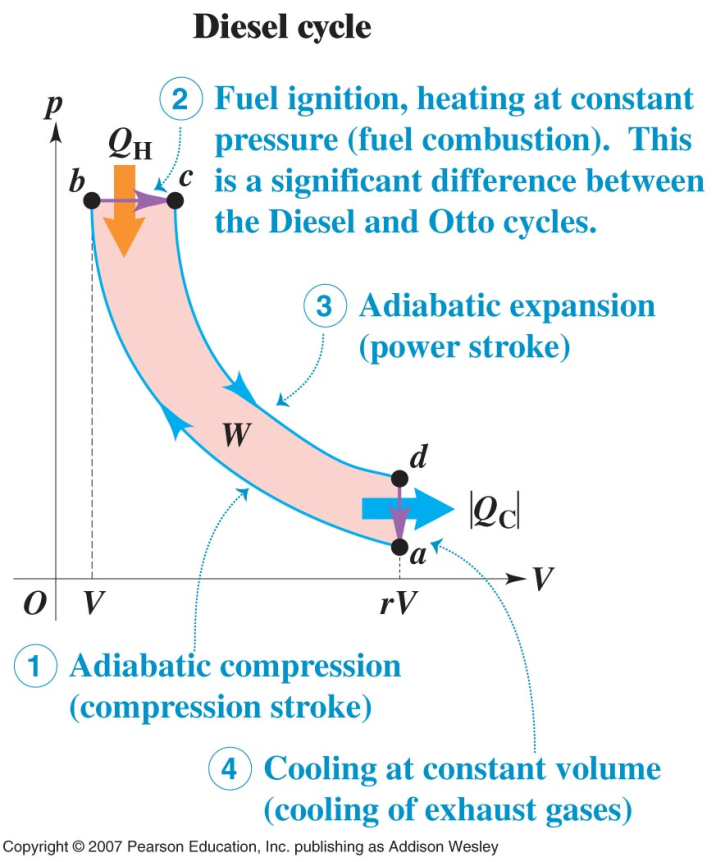 Diesel cycle
p
2 Fuel ignition, heating at constant
pressure (fuel combustion). This
is a significant difference between
the Diesel and Otto cycles.
QH
b
c
3 Adiabatic expansion
(power stroke)
W
d
|QC|
a
O
V
rV
V
1 Adiabatic compression
(compression stroke)
4 Cooling at constant volume
(cooling of exhaust gases)
Copyright © 2007 Pearson Education, Inc. publishing as Addison Wesley